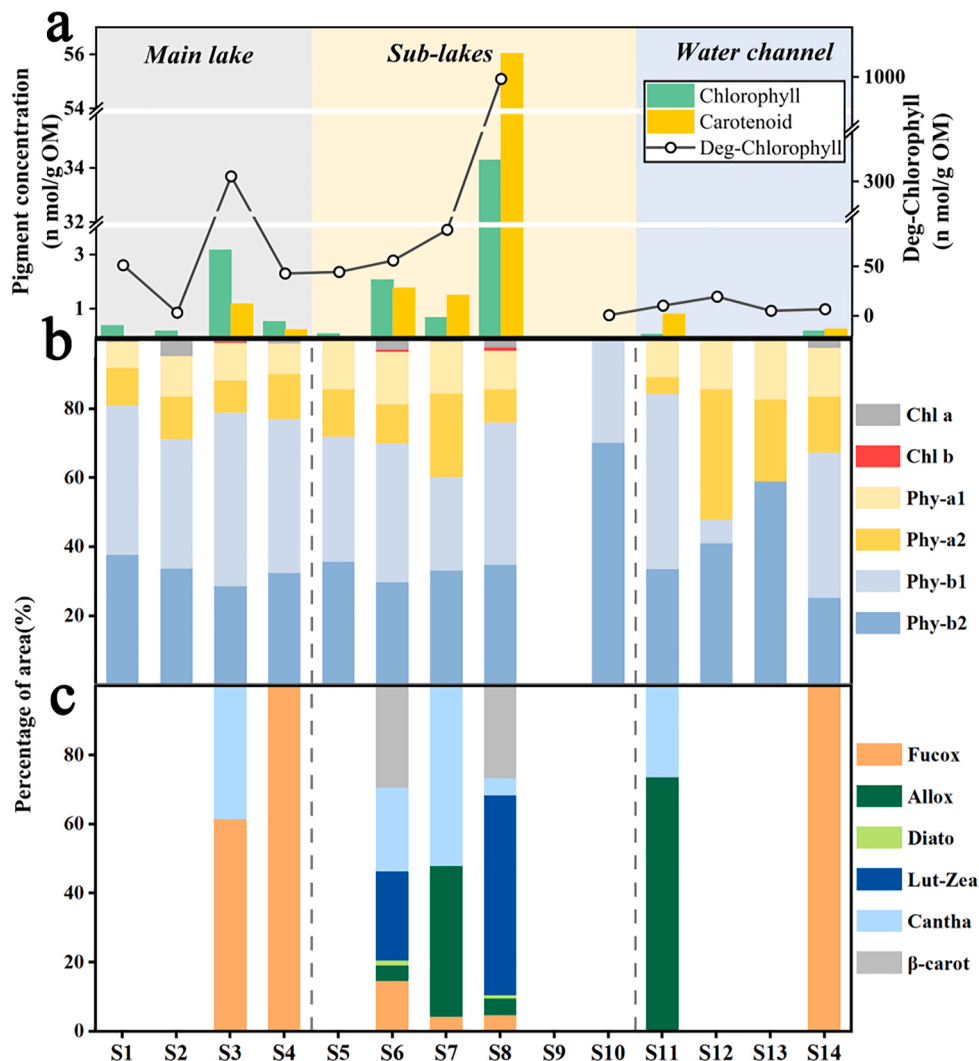 a
Main lake
Sub-lakes
Water channel
56
54
34
32
3
1
Pigment concentration
(n mol/g OM)
Chlorophyll
Carotenoid
Deg-Chlorophyll
1000
300
50
0
Deg-Chlorophyll
(n mol/g OM)
b
80
60
40
20
Chl a
Chl b
Phy-a1
Phy-a2
Phy-b1
Phy-b2
Percentage of area(%)
c
80
60
40
20
0
Fucox
Allox
Diato
Lut-Zea
Cantha
β-carot
S1 S2 S3 S4 S5 S6 S7 S8 S9 S10 S11 S12 S13 S14